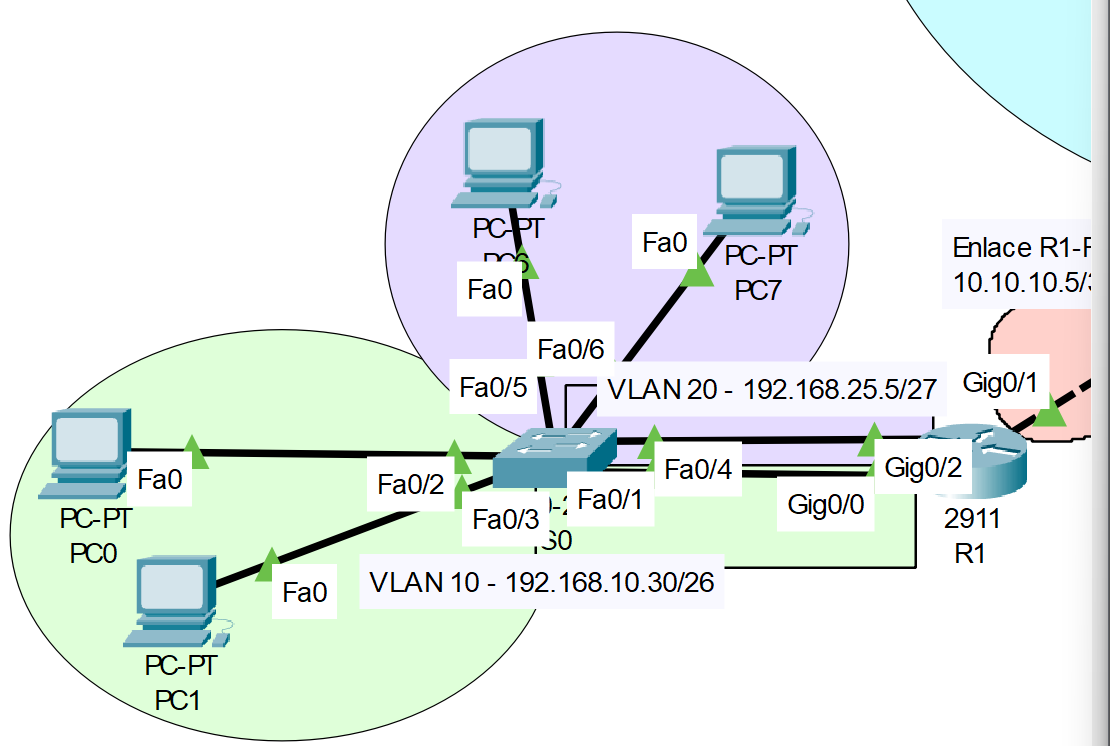 PC-PT
PC6
Fa0
Fa0
PC-PT
PC7
Enlace R1-
10.10.10.5/
Fa0/6
Fa0/5
VLAN 20 - 192.168.25.5/27
Gig0/1
Fa0
PC-PT
PC0
Fa0/2
Fa0/4
Gig0/2
Fa0/3
Fa0/1
Gig0/0
S0
2911
R1
Fa0
VLAN 10 - 192.168.10.30/26
PC-PT
PC1